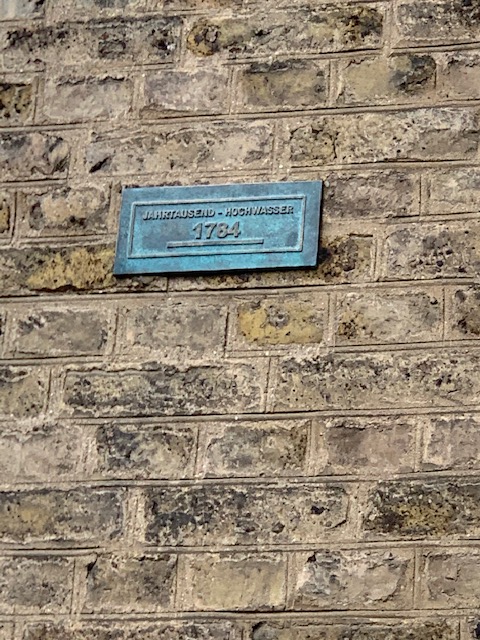 JAHRTAUSEND - HOCHWASSER
1784